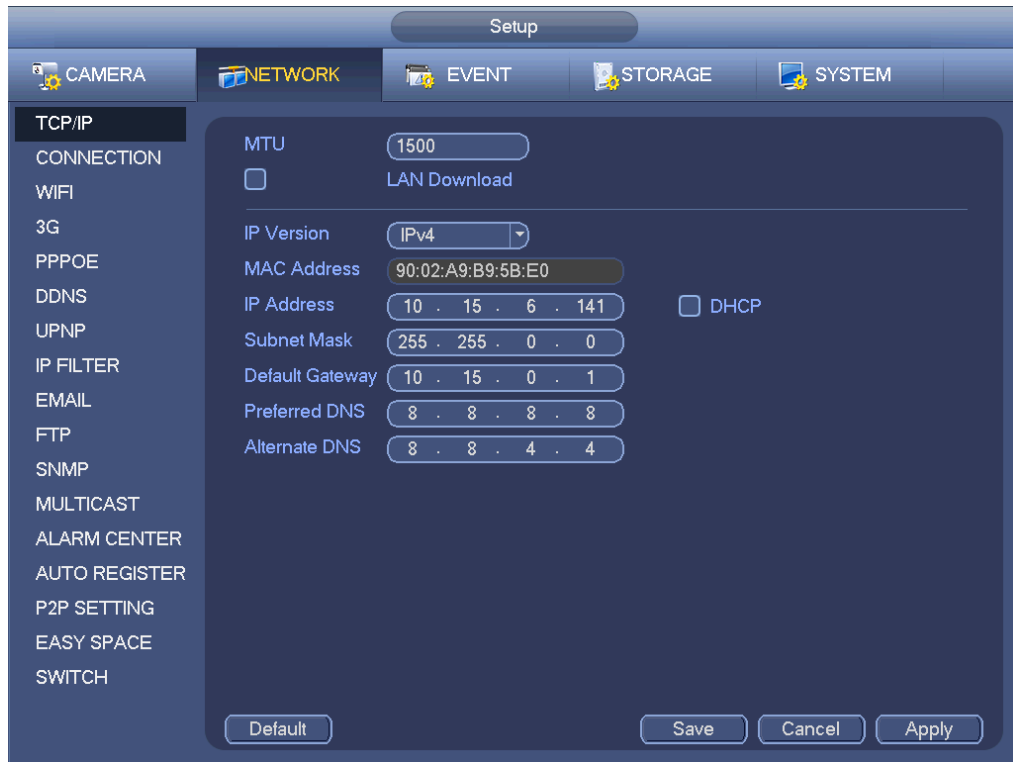 Setup
CAMERA NETWORK EVENT STORAGE SYSTEM
TCP/IP
CONNECTION
WIFI
3G
PPPOE
DDNS
UPNP
IP FILTER
EMAIL
FTP
SNMP
MULTICAST
ALARM CENTER
AUTO REGISTER
P2P SETTING
EASY SPACE
SWITCH
MTU 1500
LAN Download
IP Version IPv4
MAC Address 90:02:A9:B9:5B:E0
IP Address 10 . 15 . 6 . 141 DHCP
Subnet Mask 255 . 255 . 0 . 0
Default Gateway 10 . 15 . 0 . 1
Preferred DNS 8 . 8 . 8 . 8
Alternate DNS 8 . 8 . 4 . 4
Default Save Cancel Apply